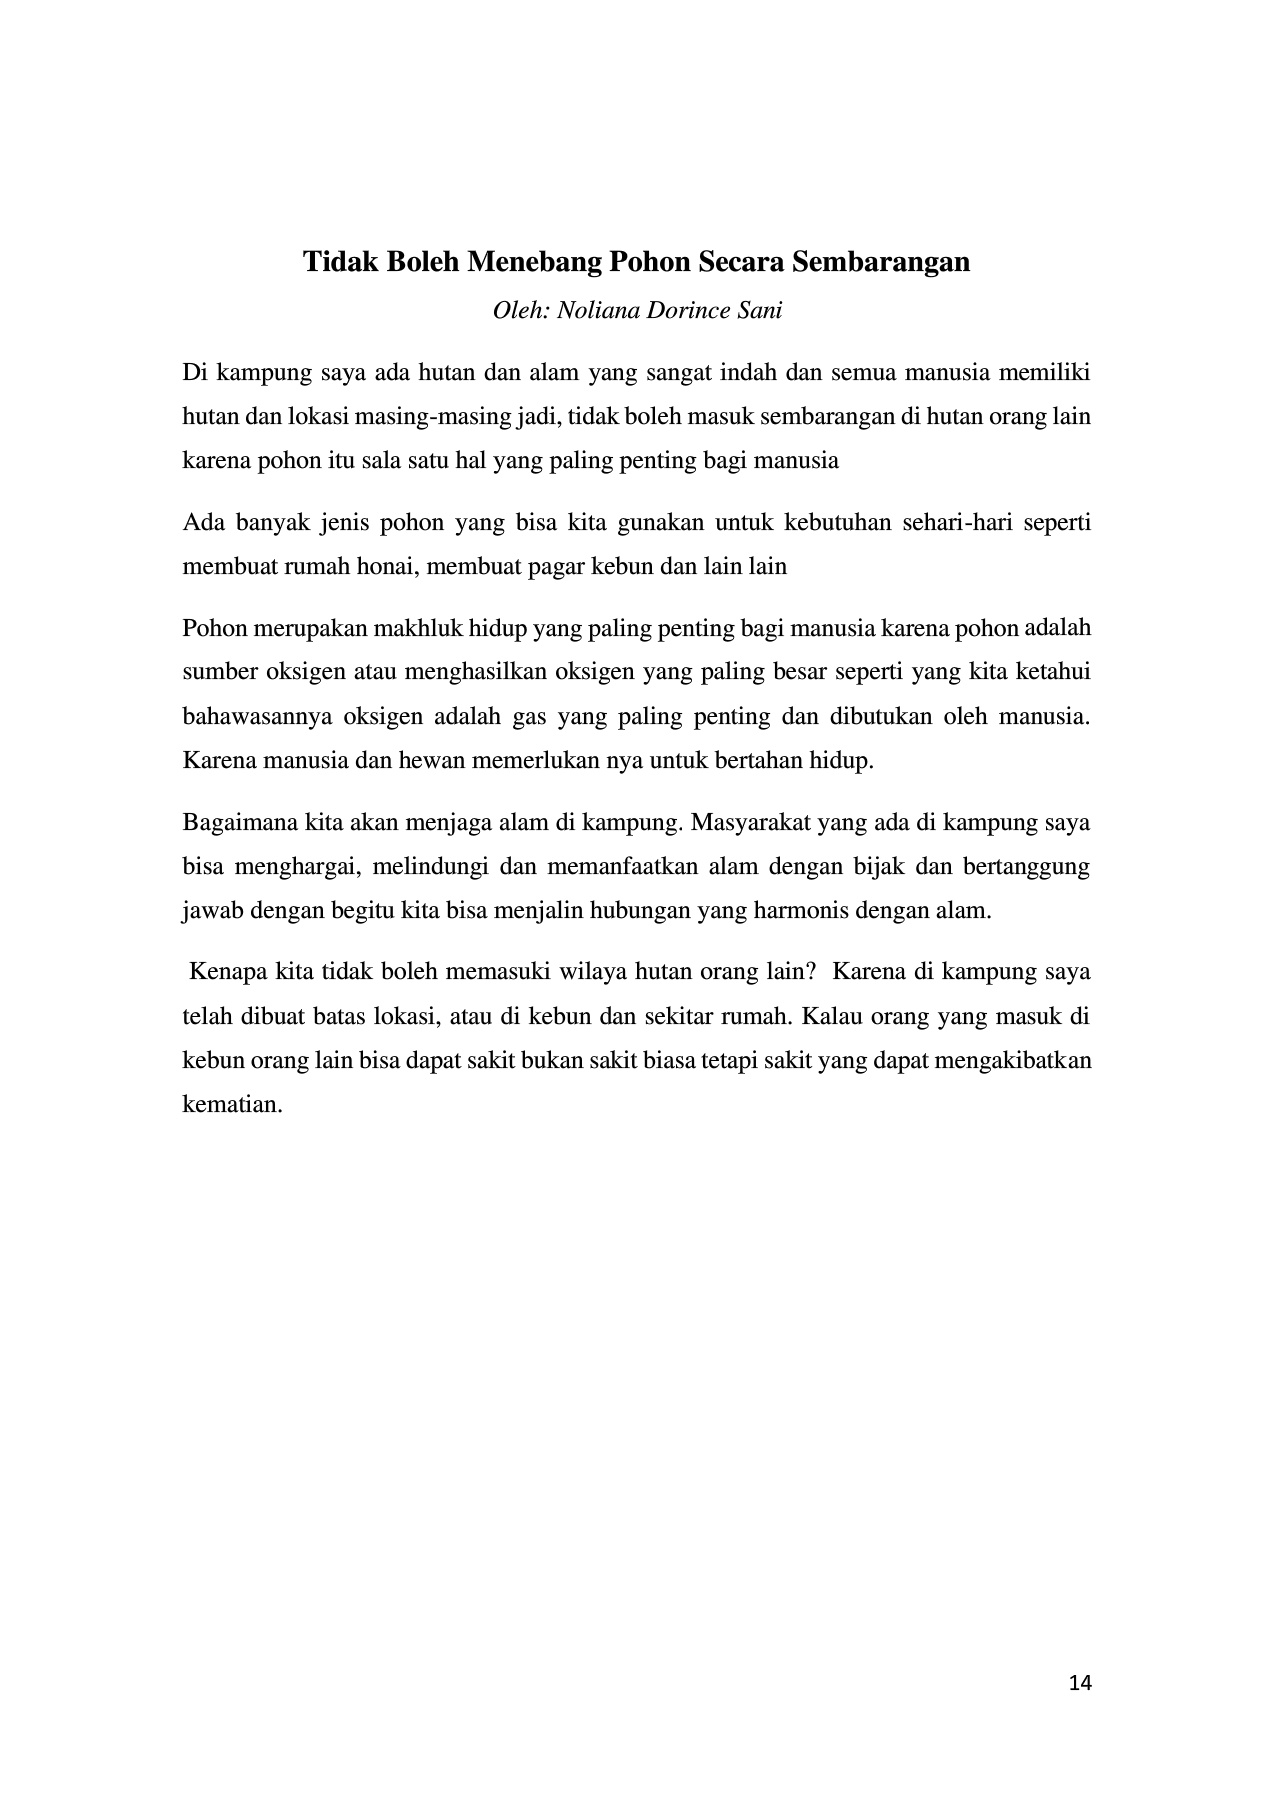 Tidak Boleh Menebang Pohon Secara Sembarangan
Oleh: Noliana Dorince Sani
Di kampung saya ada hutan dan alam yang sangat indah dan semua manusia memiliki
hutan dan lokasi masing-masing jadi, tidak boleh masuk sembarangan di hutan orang lain
karena pohon itu sala satu hal yang paling penting bagi manusia
Ada banyak jenis pohon yang bisa kita gunakan untuk kebutuhan sehari-hari seperti
membuat rumah honai, membuat pagar kebun dan lain lain
Pohon merupakan makhluk hidup yang paling penting bagi manusia karena pohon adalah
sumber oksigen atau menghasilkan oksigen yang paling besar seperti yang kita ketahui
bahawasannya oksigen adalah gas yang paling penting dan dibutukan oleh manusia.
Karena manusia dan hewan memerlukan nya untuk bertahan hidup.
Bagaimana kita akan menjaga alam di kampung. Masyarakat yang ada di kampung saya
bisa menghargai, melindungi dan memanfaatkan alam dengan bijak dan bertanggung
jawab dengan begitu kita bisa menjalin hubungan yang harmonis dengan alam.
Kenapa kita tidak boleh memasuki wilaya hutan orang lain?  Karena di kampung saya
telah dibuat batas lokasi, atau di kebun dan sekitar rumah. Kalau orang yang masuk di
kebun orang lain bisa dapat sakit bukan sakit biasa tetapi sakit yang dapat mengakibatkan
kematian.
14